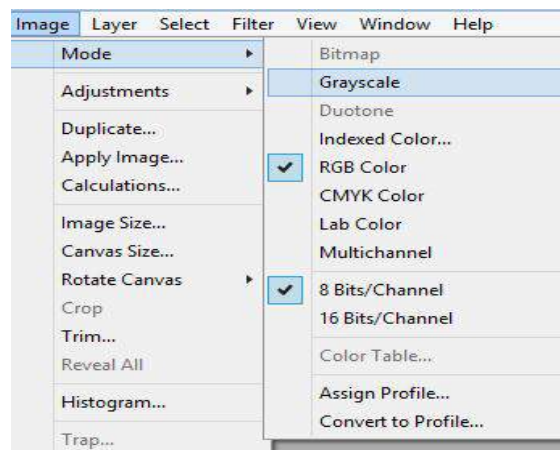 Image Layer Select Filter View Window Help
Mode
Adjustments
Duplicate...
Apply Image...
Calculations...
Image Size...
Canvas Size...
Rotate Canvas
Crop
Trim...
Reveal All
Histogram...
Trap...
Bitmap
Grayscale
Duotone
Indexed Color...
RGB Color
CMYK Color
Lab Color
Multichannel
8 Bits/Channel
16 Bits/Channel
Color Table...
Assign Profile...
Convert to Profile...